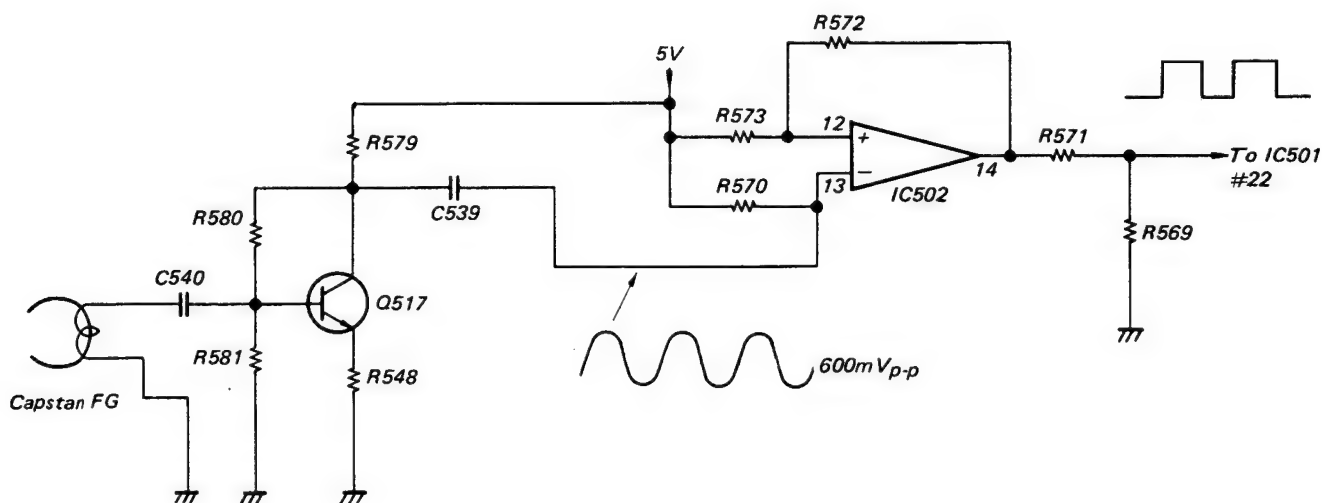 R572
5V
R573
12
+
R579
R571
14
To IC501
#22
R570
13
−
IC502
C539
R580
R569
C540
Q517
R581
R548
600mVp-p
Capstan FG